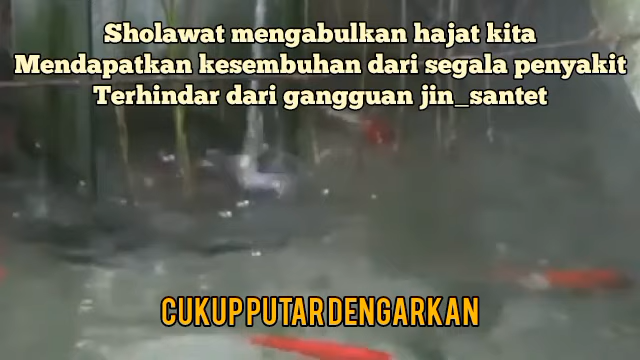 Sholawat mengabulkan hajat kita
Mendapatkan kesembuhan dari segala penyakit
Terhindar dari gangguan jin_santet
CUKUP PUTAR DENGARKAN